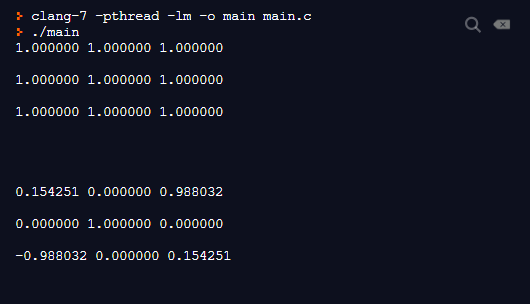 > clang-7 -pthread -lm -o main main.c
> ./main
1.000000 1.000000 1.000000
1.000000 1.000000 1.000000
1.000000 1.000000 1.000000
0.154251 0.000000 0.988032
0.000000 1.000000 0.000000
-0.988032 0.000000 0.154251